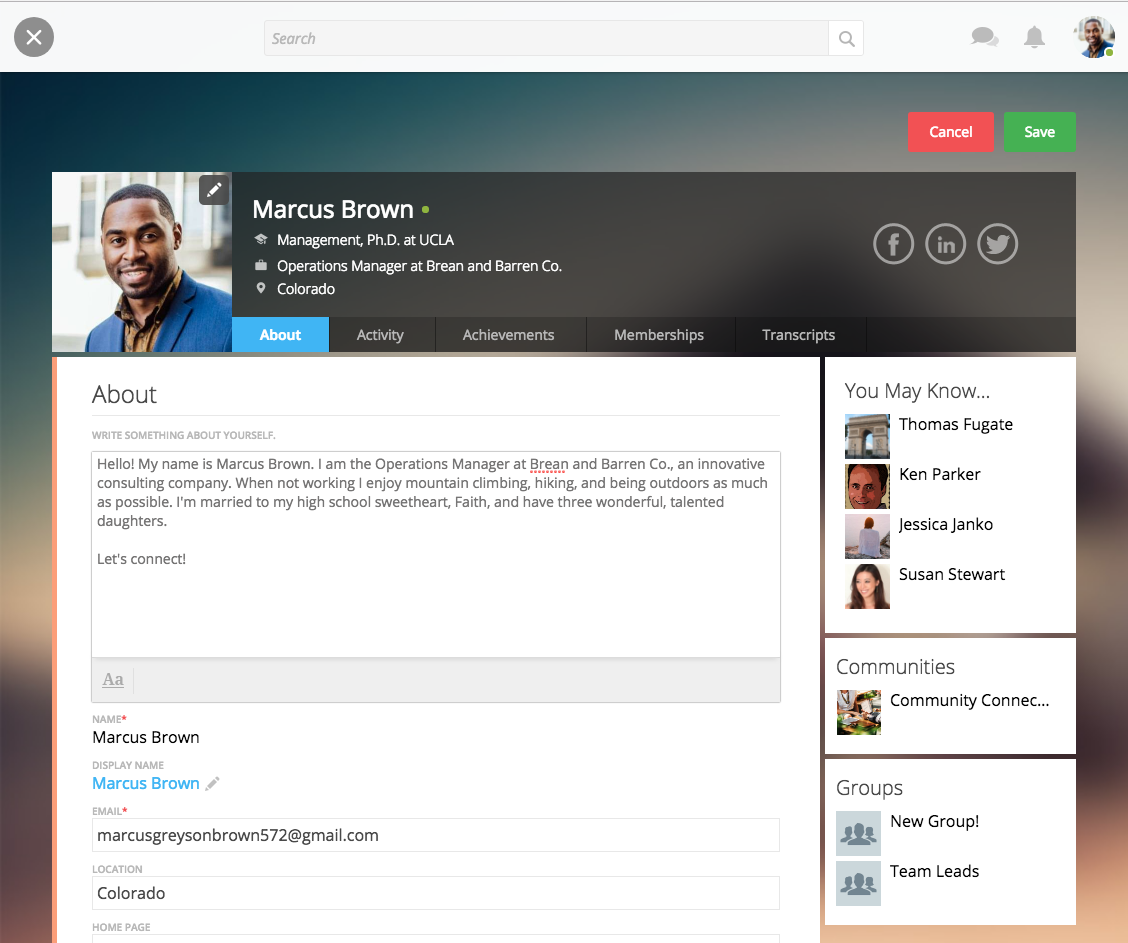 Search
Cancel
Save
Marcus Brown
Management, Ph.D. at UCLA
Operations Manager at Brean and Barren Co.
Colorado
About
Activity
Achievements
Memberships
Transcripts
About
WRITE SOMETHING ABOUT YOURSELF.
Hello! My name is Marcus Brown. I am the Operations Manager at Brean and Barren Co., an innovative
consulting company. When not working I enjoy mountain climbing, hiking, and being outdoors as much
as possible. I'm married to my high school sweetheart, Faith, and have three wonderful, talented
daughters.
Let's connect!
Aa
NAME*
Marcus Brown
DISPLAY NAME
Marcus Brown
EMAIL*
marcusgreysonbrown572@gmail.com
LOCATION
Colorado
HOME PAGE
You May Know...
Thomas Fugate
Ken Parker
Jessica Janko
Susan Stewart
Communities
Community Connec...
Groups
New Group!
Team Leads